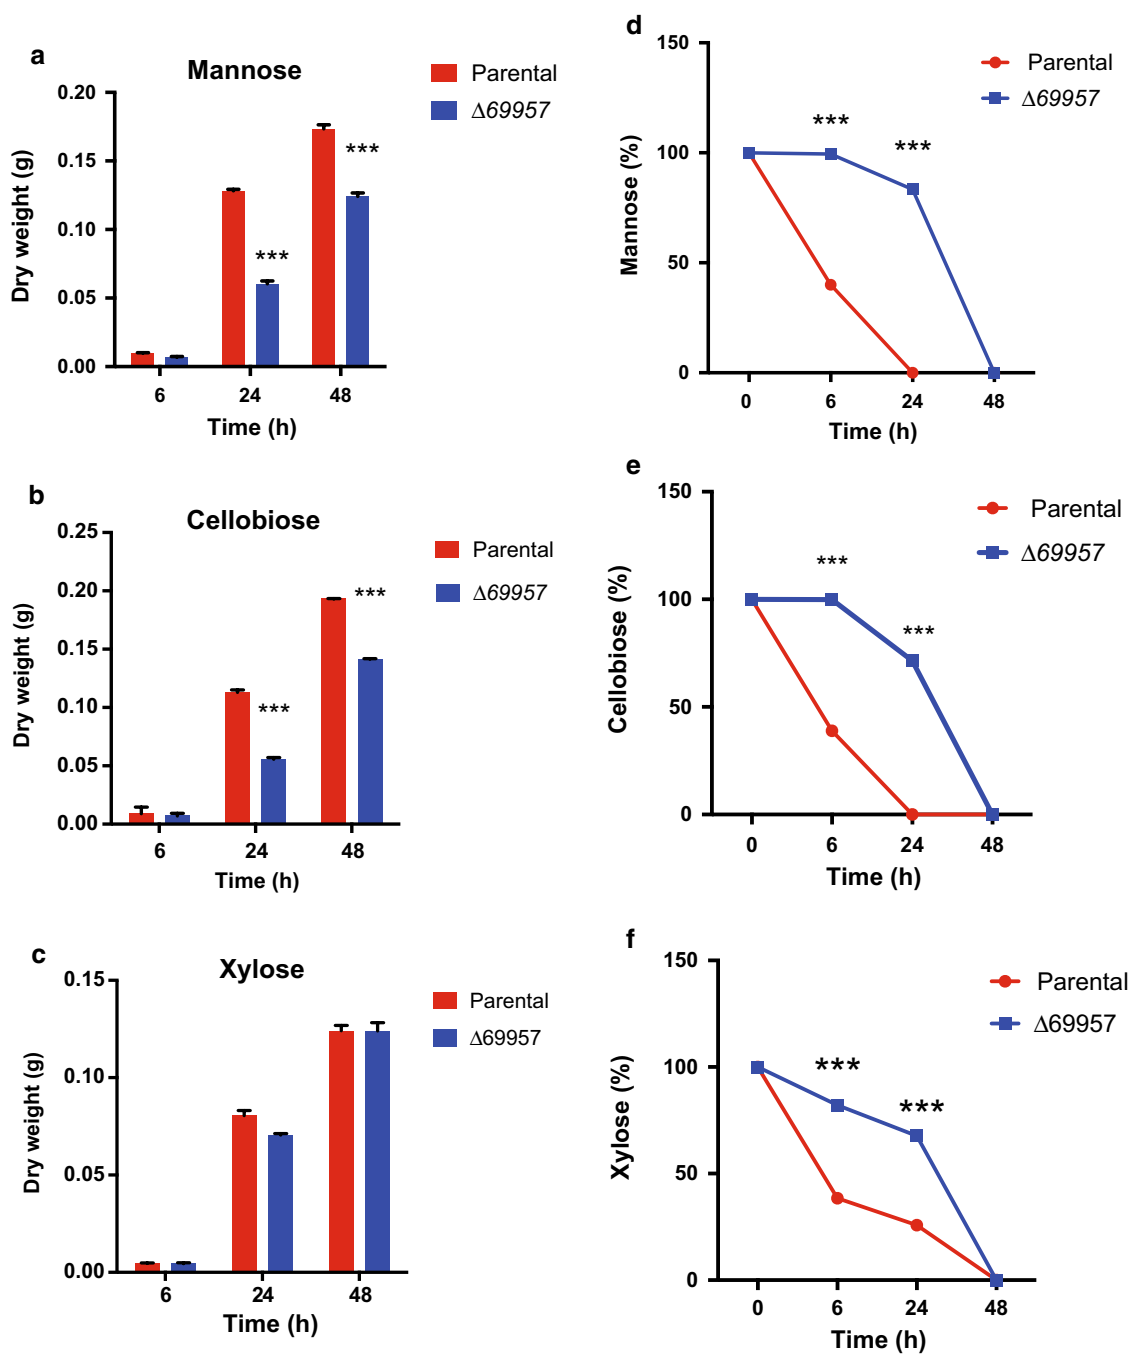 a
Mannose
Parental
Δ69957
0.20
0.15
0.10
0.05
0.00
Dry weight (g)
***
***
6 24 48
Time (h)
d
Parental
Δ69957
150
100
50
0
Mannose (%)
***
***
0 6 24 48
Time (h)
b
Cellobiose
Parental
Δ69957
0.25
0.20
0.15
0.10
0.05
0.00
Dry weight (g)
***
***
6 24 48
Time (h)
e
Parental
Δ69957
150
100
50
0
Cellobiose (%)
***
***
0 6 24 48
Time (h)
c
Xylose
Parental
Δ69957
0.15
0.10
0.05
0.00
Dry weight (g)
6 24 48
Time (h)
f
Parental
Δ69957
150
100
50
0
Xylose (%)
***
***
0 6 24 48
Time (h)